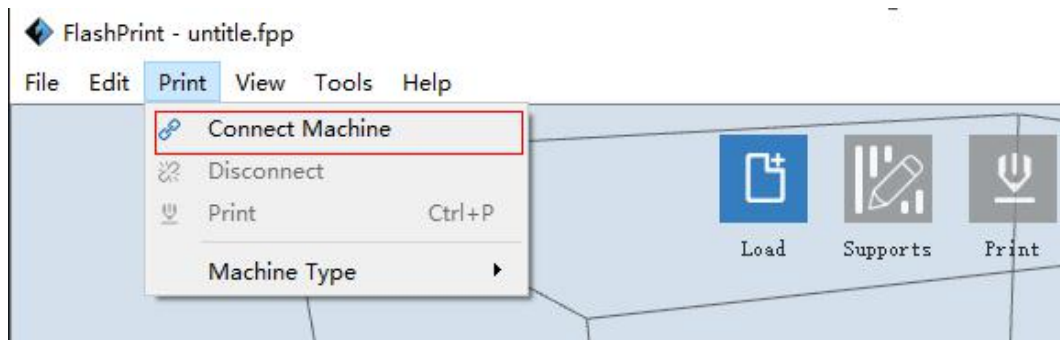 FlashPrint - untitle.fpp
File Edit Print View Tools Help
Connect Machine
Disconnect
Print Ctrl+P
Machine Type
Load Supports Print